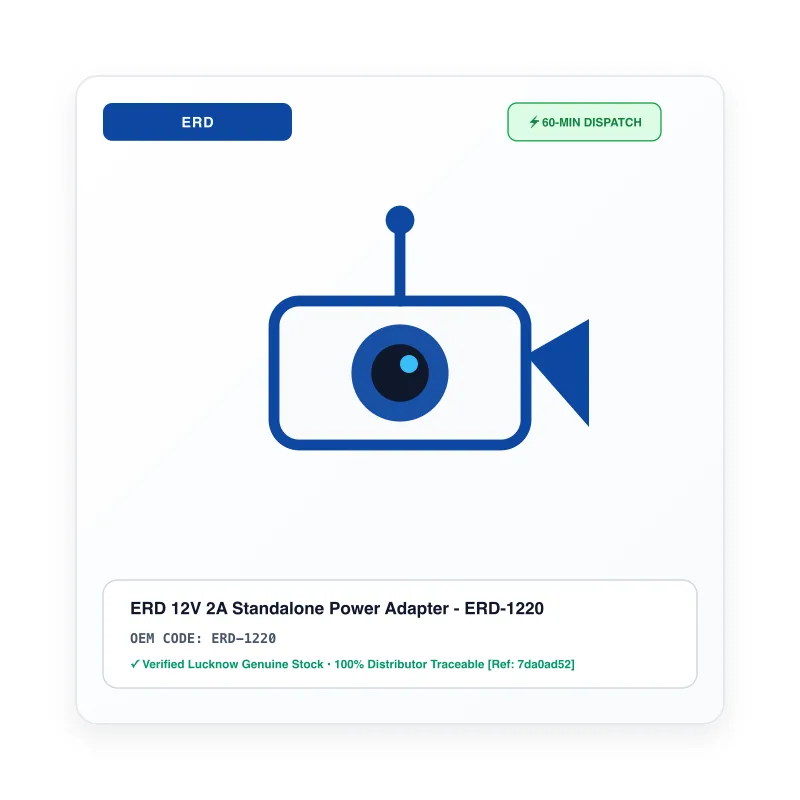 ERD
⚡ 60-MIN DISPATCH
ERD 12V 2A Standalone Power Adapter - ERD-1220
OEM CODE: ERD-1220
✓ Verified Lucknow Genuine Stock · 100% Distributor Traceable [Ref: 7da0ad52]